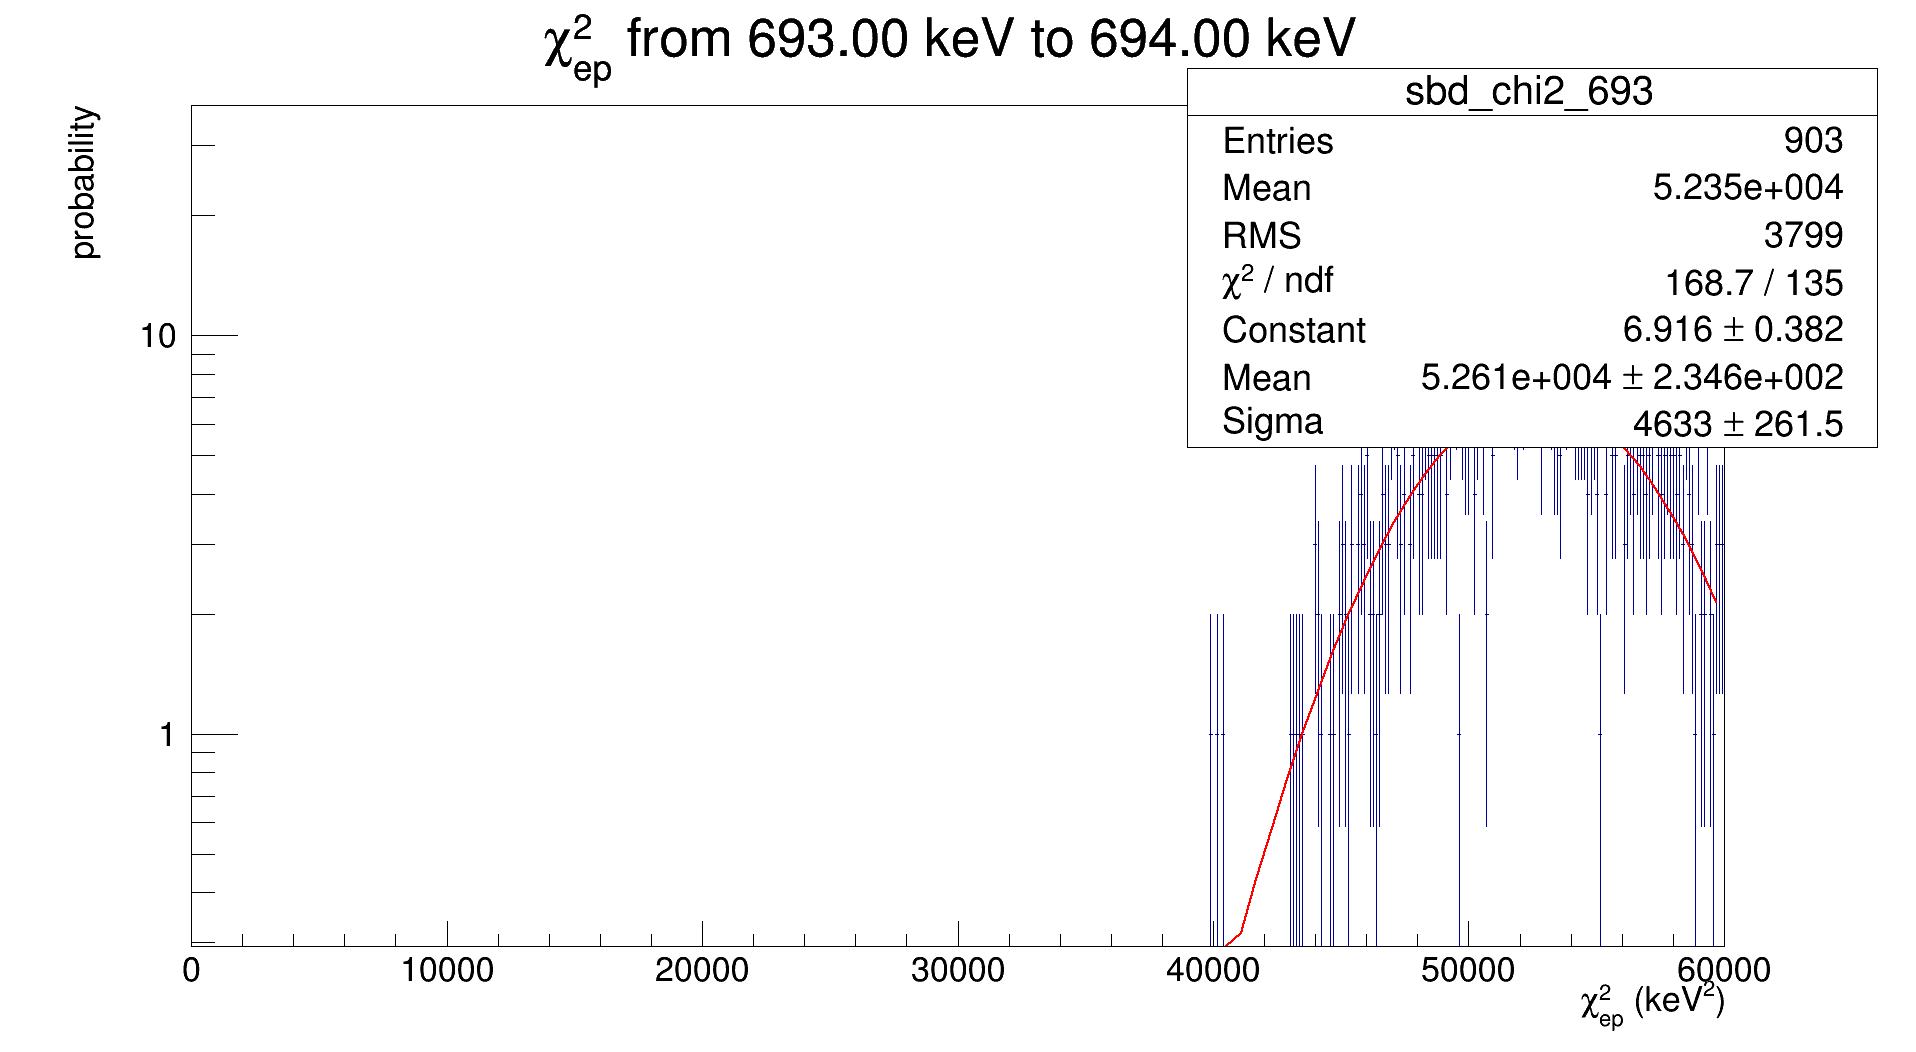 χ²ep from 693.00 keV to 694.00 keV
sbd_chi2_693
Entries 903
Mean 5.235e+004
RMS 3799
χ² / ndf 168.7 / 135
Constant 6.916 ± 0.382
Mean 5.261e+004 ± 2.346e+002
Sigma 4633 ± 261.5
probability
10
1
0 10000 20000 30000 40000 50000 60000
χ²ep (keV²)